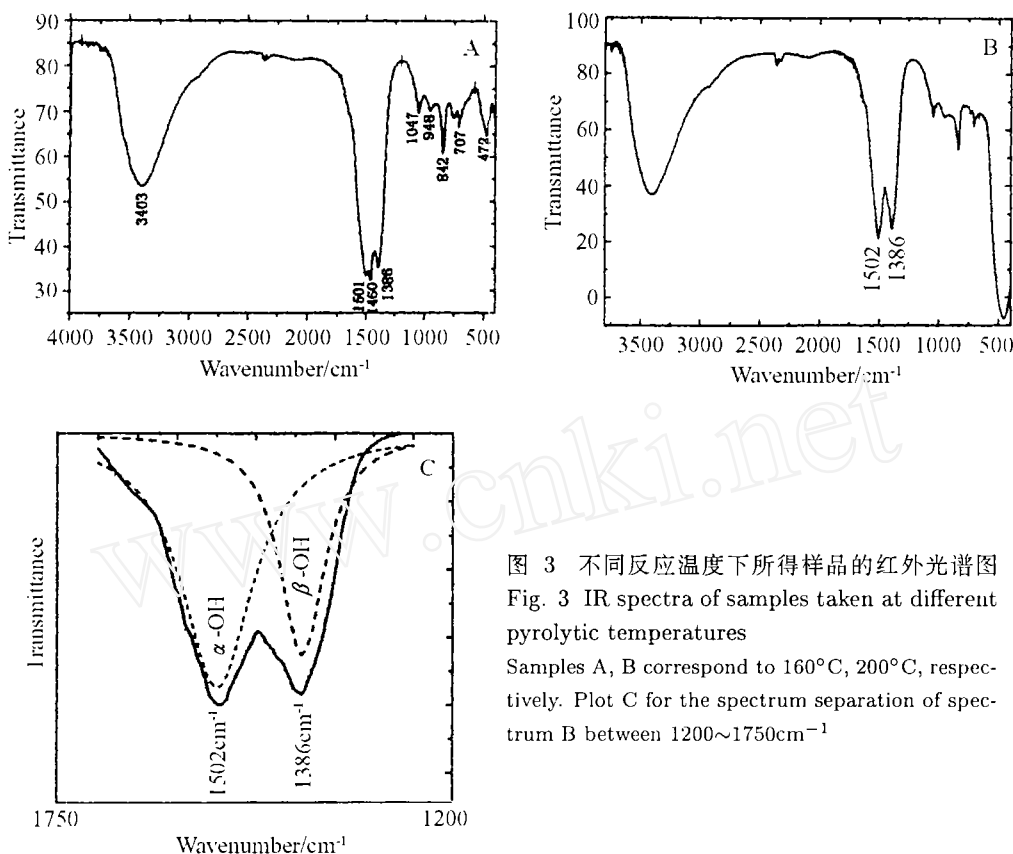 A
Transmittance
90
80
70
60
50
40
30
3403
1601
1460
1386
1047
948
842
707
472
4000 3500 3000 2500 2000 1500 1000 500
Wavenumber/cm⁻¹
B
Transmittance
100
80
60
40
20
0
1502
1386
3500 3000 2500 2000 1500 1000 500
Wavenumber/cm⁻¹
C
Transmittance
α-OH
β-OH
1502cm⁻¹
1386cm⁻¹
1750 1200
Wavenumber/cm⁻¹
图 3 不同反应温度下所得样品的红外光谱图
Fig. 3 IR spectra of samples taken at different
pyrolytic temperatures
Samples A, B correspond to 160°C, 200°C, respec-
tively. Plot C for the spectrum separation of spec-
trum B between 1200~1750cm⁻¹
www.cnki.net